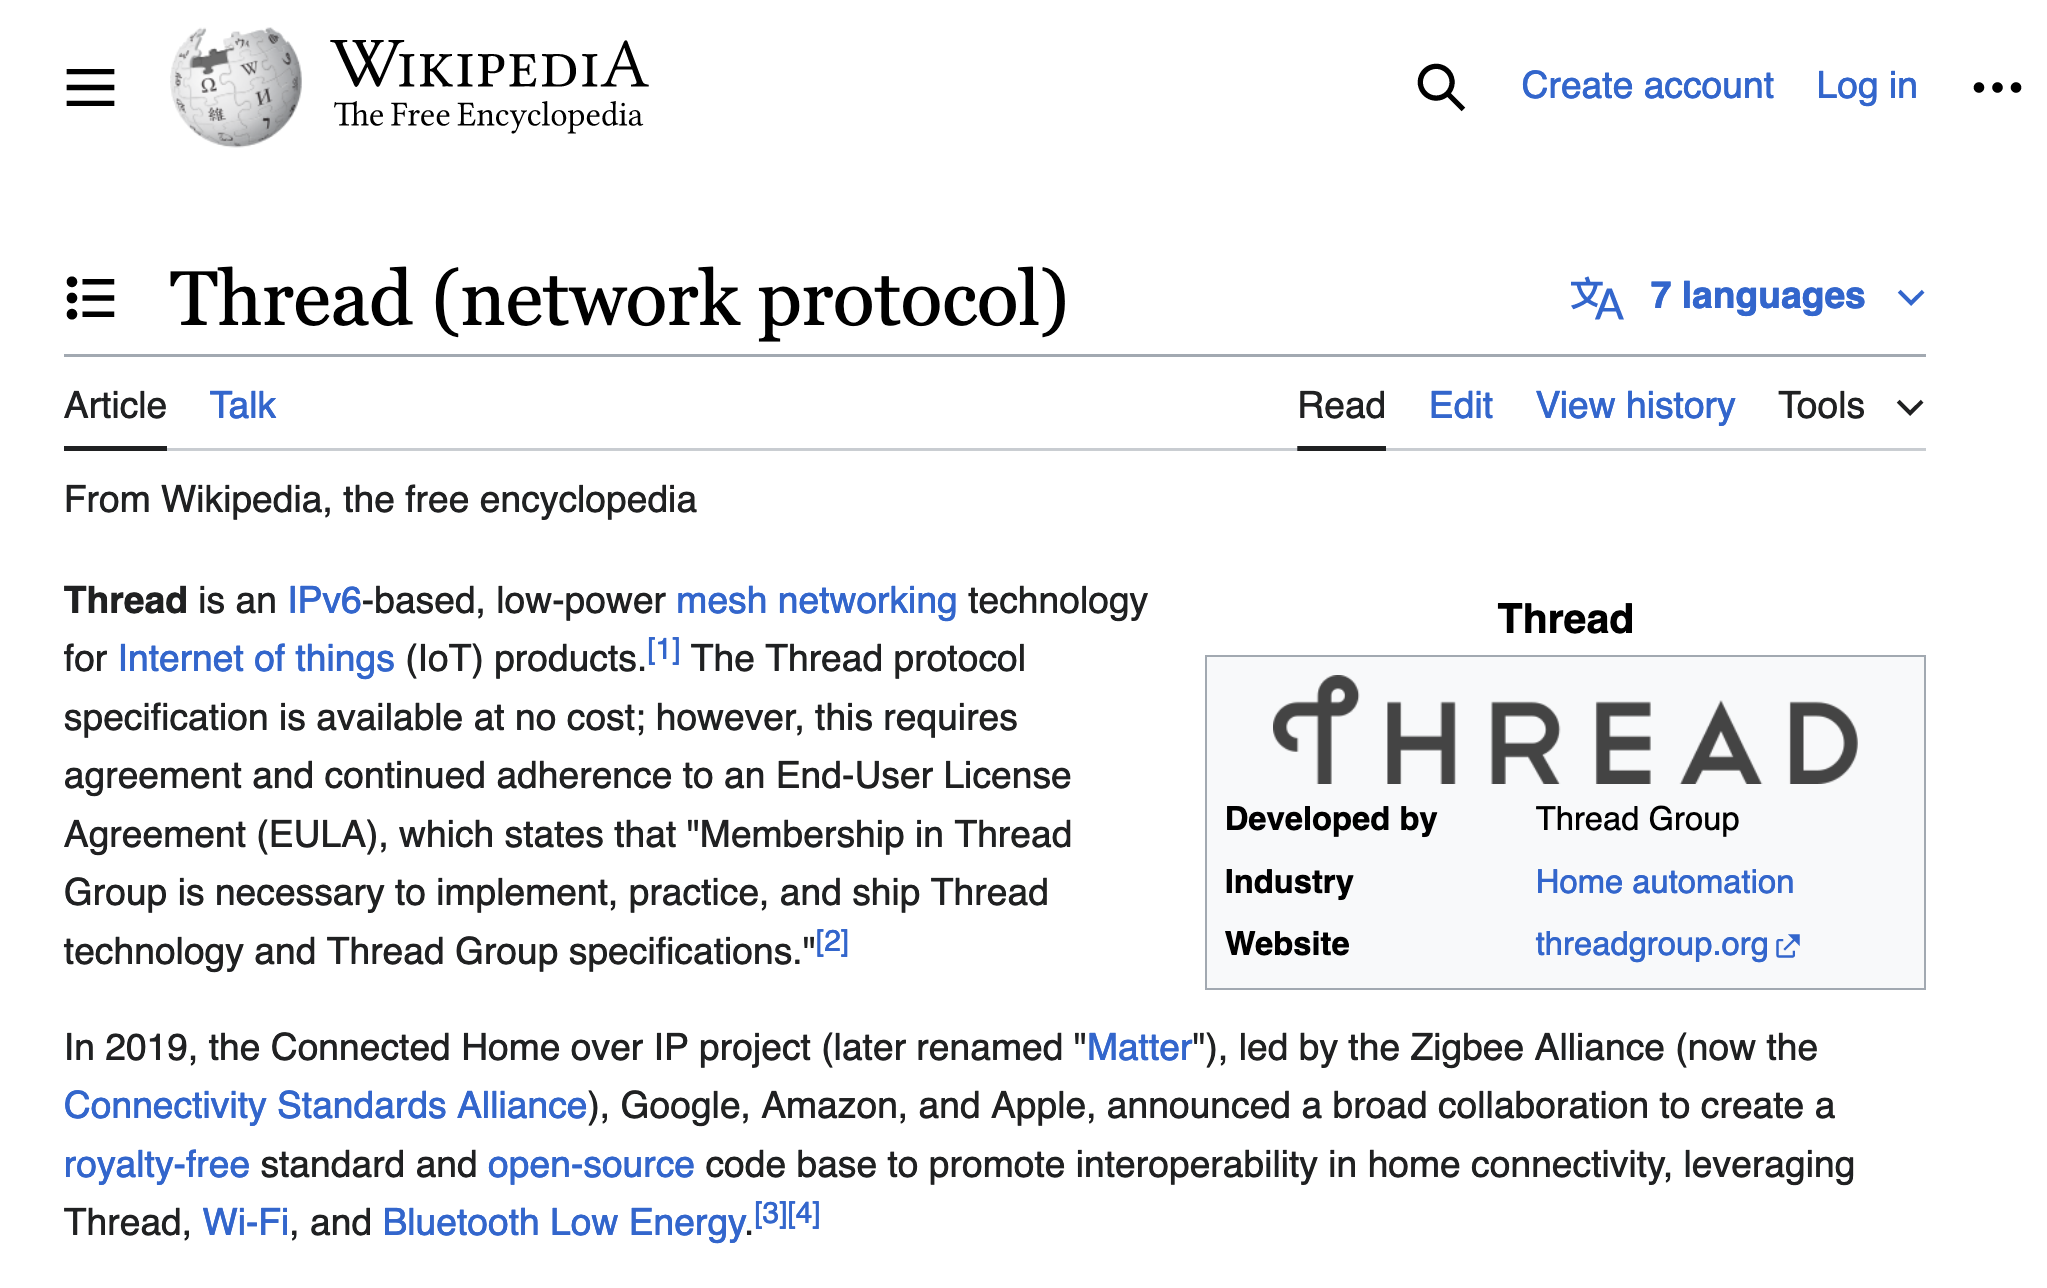 WIKIPEDIA
The Free Encyclopedia
Create account
Log in
Thread (network protocol)
7 languages
Article
Talk
Read
Edit
View history
Tools
From Wikipedia, the free encyclopedia
Thread is an IPv6-based, low-power mesh networking technology
for Internet of things (IoT) products.[1] The Thread protocol
specification is available at no cost; however, this requires
agreement and continued adherence to an End-User License
Agreement (EULA), which states that "Membership in Thread
Group is necessary to implement, practice, and ship Thread
technology and Thread Group specifications."[2]
Thread
THREAD
Developed by Thread Group
Industry Home automation
Website threadgroup.org
In 2019, the Connected Home over IP project (later renamed "Matter"), led by the Zigbee Alliance (now the
Connectivity Standards Alliance), Google, Amazon, and Apple, announced a broad collaboration to create a
royalty-free standard and open-source code base to promote interoperability in home connectivity, leveraging
Thread, Wi-Fi, and Bluetooth Low Energy.[3][4]